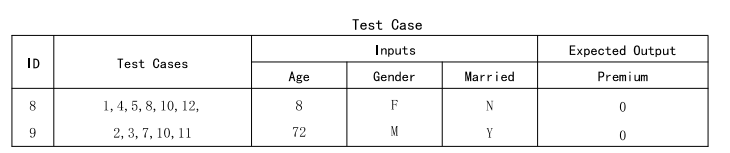 Test Case
ID Test Cases Inputs Expected Output
Age Gender Married Premium
8 1, 4, 5, 8, 10, 12, 8 F N 0
9 2, 3, 7, 10, 11 72 M Y 0